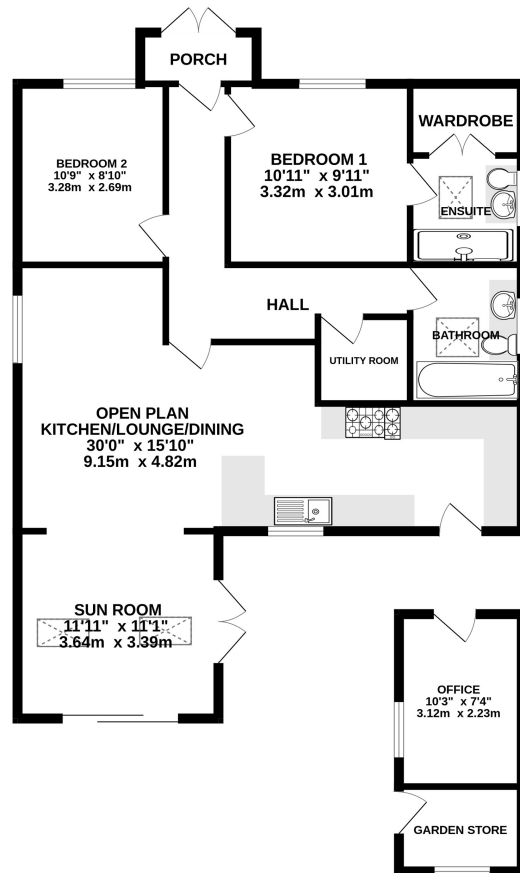 PORCH
BEDROOM 2
10'9" x 8'10"
3.28m x 2.69m
BEDROOM 1
10'11" x 9'11"
3.32m x 3.01m
WARDROBE
ENSUITE
HALL
BATHROOM
UTILITY ROOM
OPEN PLAN
KITCHEN/LOUNGE/DINING
30'0" x 15'10"
9.15m x 4.82m
SUN ROOM
11'11" x 11'1"
3.64m x 3.39m
OFFICE
10'3" x 7'4"
3.12m x 2.23m
GARDEN STORE